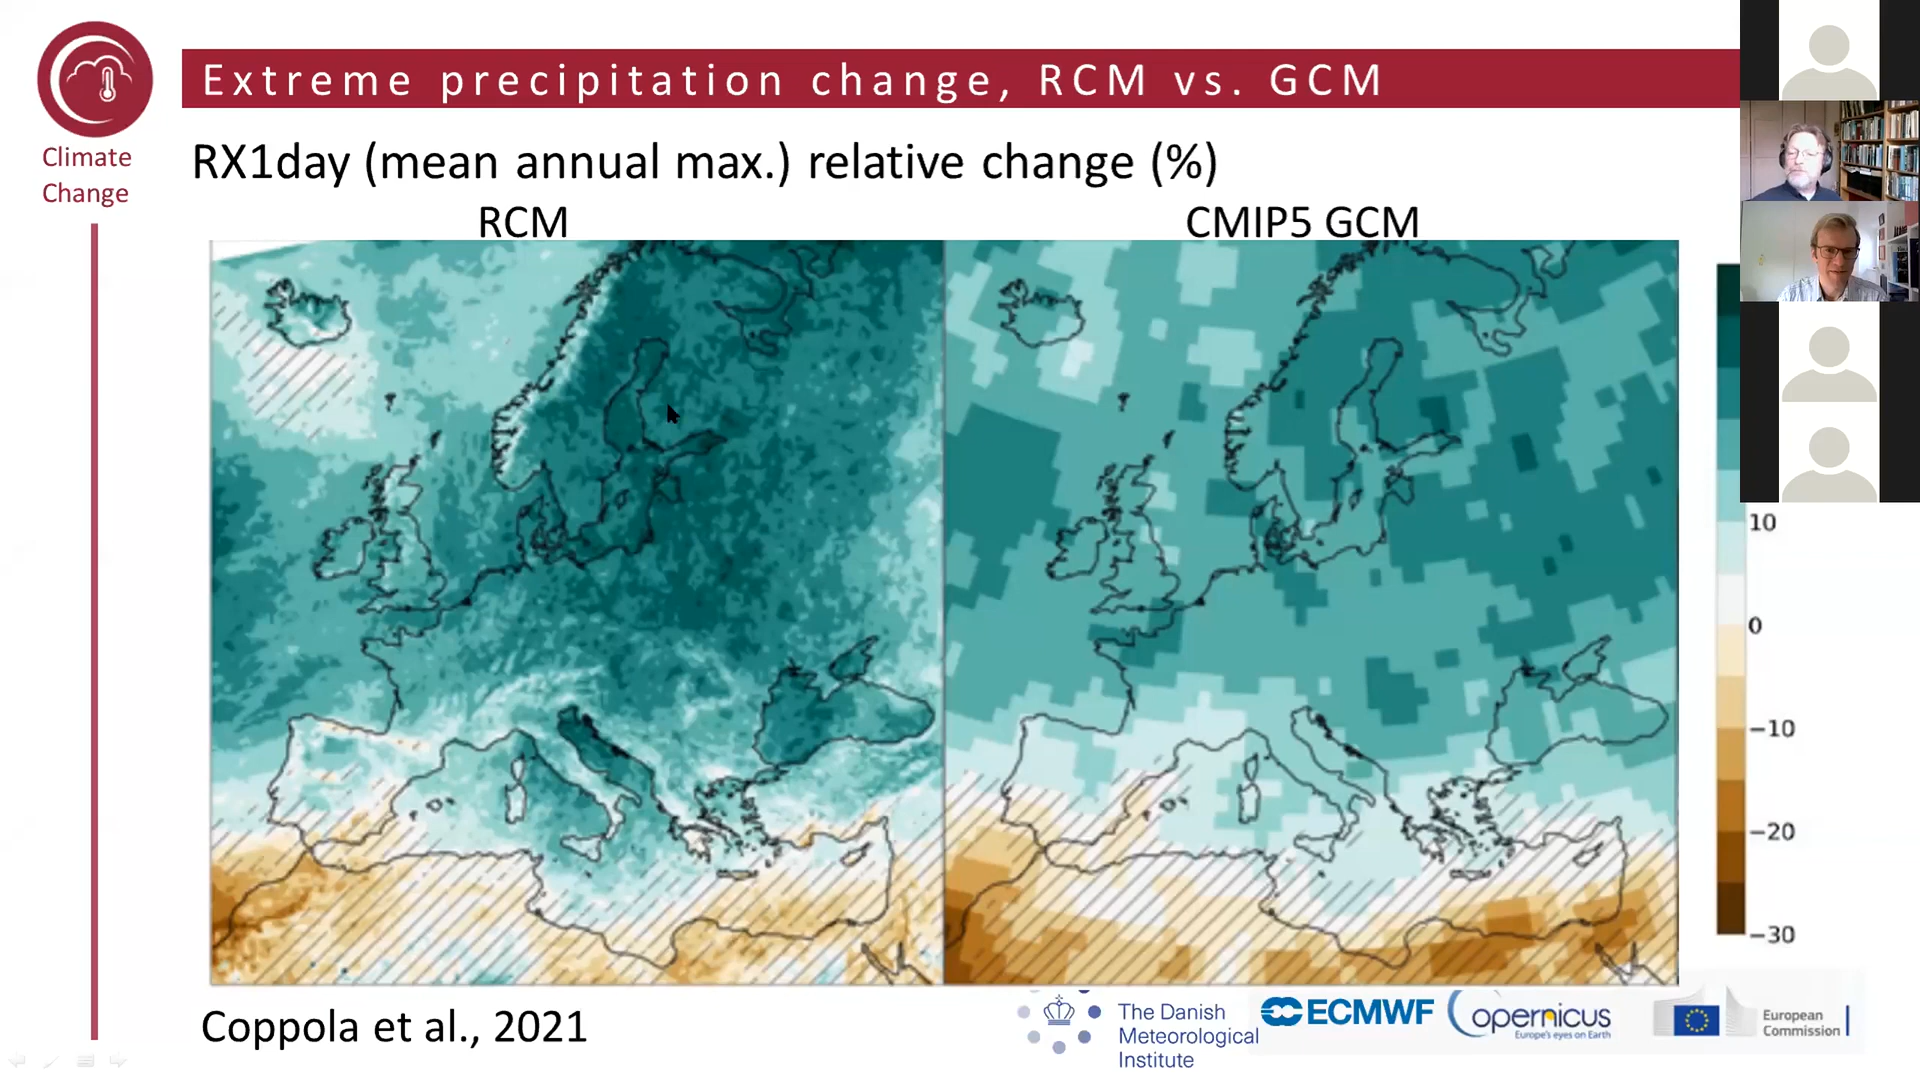 Extreme precipitation change, RCM vs. GCM
Climate
Change
RX1day (mean annual max.) relative change (%)
RCM
CMIP5 GCM
10
0
−10
−20
−30
Coppola et al., 2021
The Danish
Meteorological
Institute
ECMWF
Copernicus
Europe's eyes on Earth
European
Commission